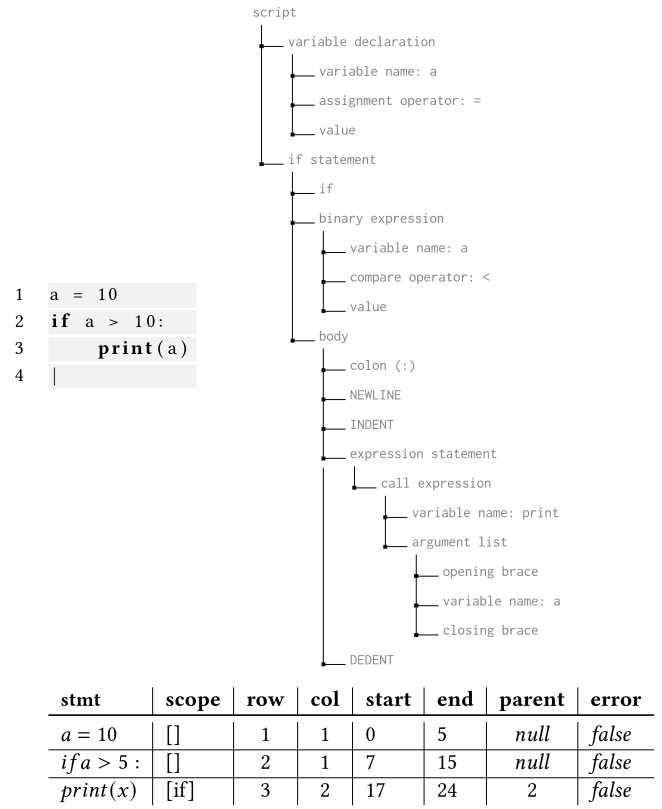 script
variable declaration
variable name: a
assignment operator: =
value
if statement
if
binary expression
variable name: a
compare operator: <
value
body
colon (:)
NEWLINE
INDENT
expression statement
call expression
variable name: print
argument list
opening brace
variable name: a
closing brace
DEDENT
1 a = 10
2 if a > 10:
3 print(a)
4 |
stmt scope row col start end parent error
a = 10 [] 1 1 0 5 null false
if a > 5 : [] 2 1 7 15 null false
print(x) [if] 3 2 17 24 2 false